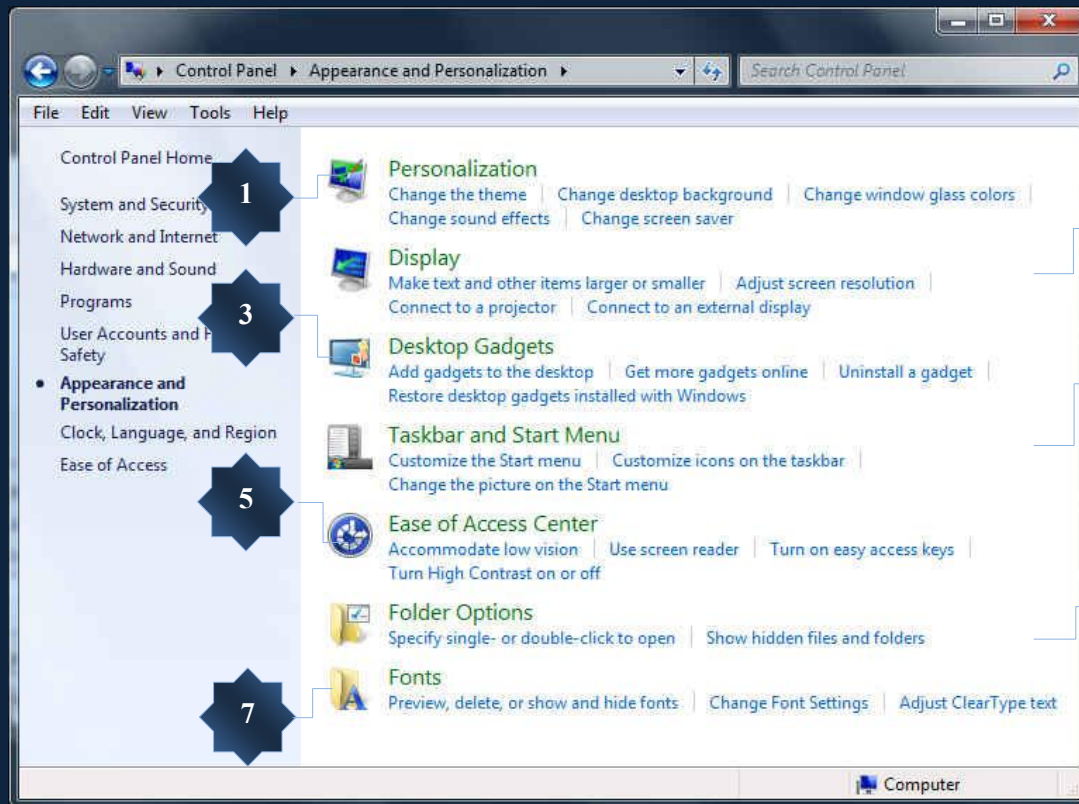 Control Panel Appearance and Personalization
Search Control Panel
File Edit View Tools Help
Control Panel Home
System and Security
Network and Internet
Hardware and Sound
Programs
User Accounts and
Safety
Appearance and
Personalization
Clock, Language, and Region
Ease of Access
1
3
5
7
Personalization
Change the theme Change desktop background Change window glass colors
Change sound effects Change screen saver
Display
Make text and other items larger or smaller Adjust screen resolution
Connect to a projector Connect to an external display
Desktop Gadgets
Add gadgets to the desktop Get more gadgets online Uninstall a gadget
Restore desktop gadgets installed with Windows
Taskbar and Start Menu
Customize the Start menu Customize icons on the taskbar
Change the picture on the Start menu
Ease of Access Center
Accommodate low vision Use screen reader Turn on easy access keys
Turn High Contrast on or off
Folder Options
Specify single- or double-click to open Show hidden files and folders
Fonts
Preview, delete, or show and hide fonts Change Font Settings Adjust ClearType text
Computer